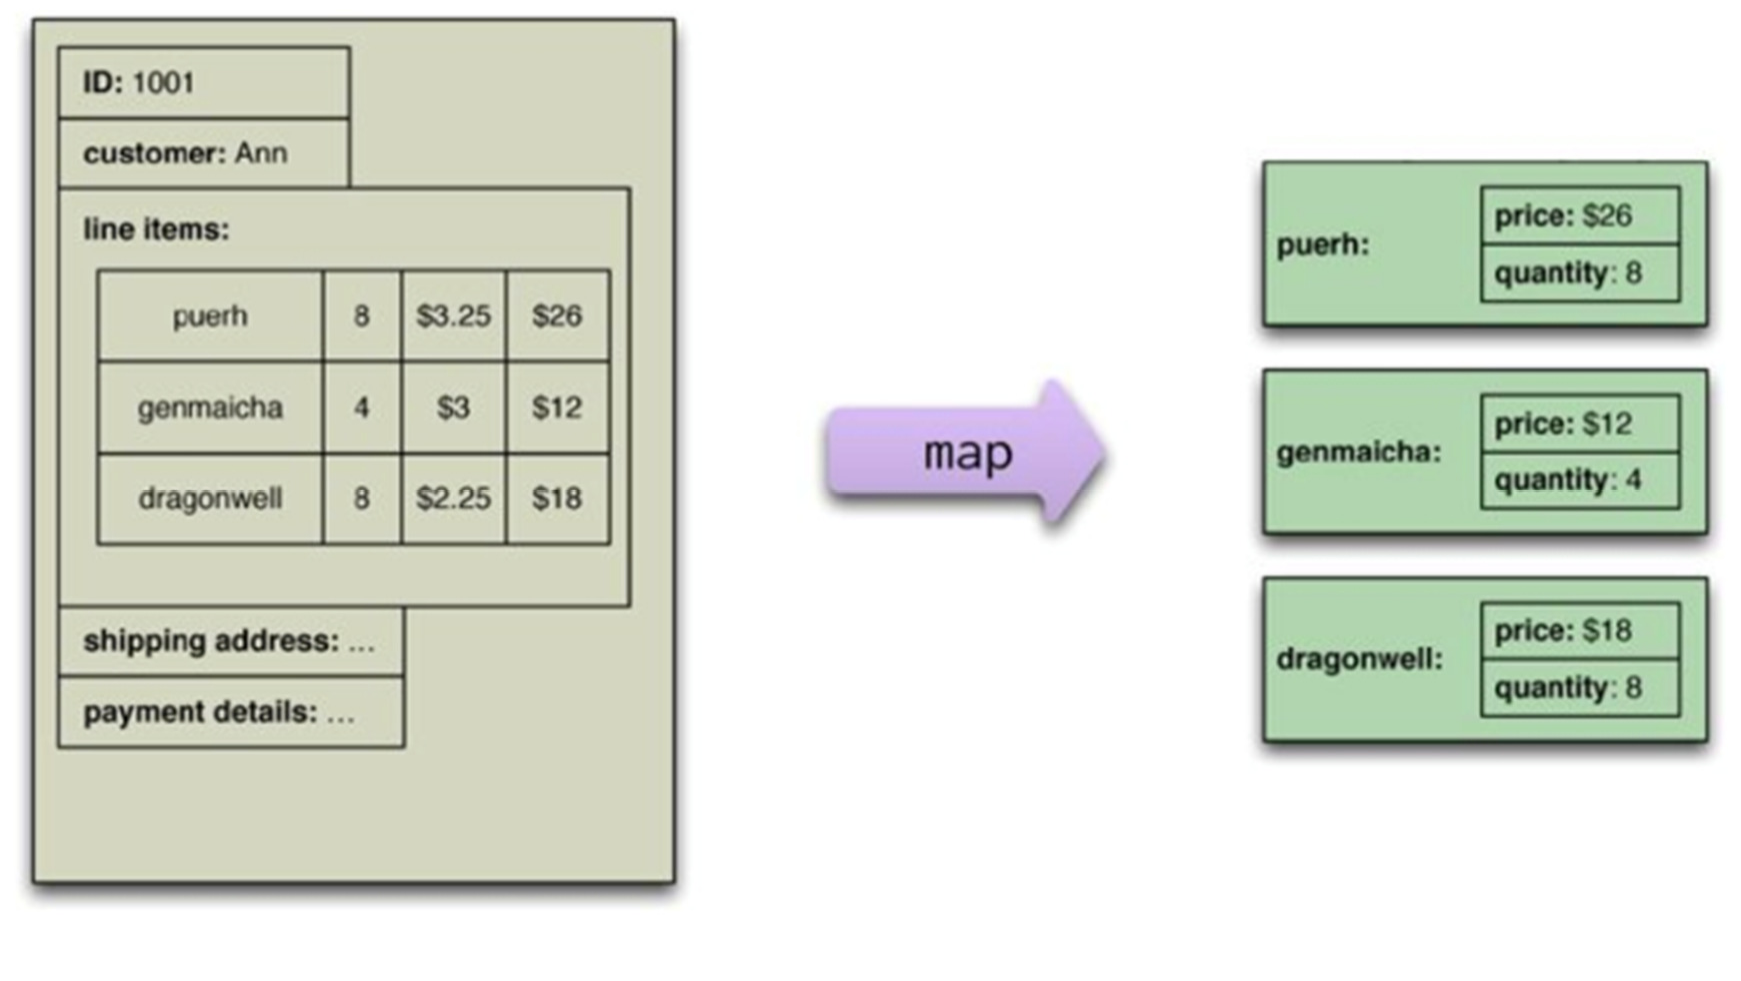 ID: 1001
customer: Ann
line items:
puerh 8 $3.25 $26
genmaicha 4 $3 $12
dragonwell 8 $2.25 $18
shipping address: ...
payment details: ...
map
puerh:
price: $26
quantity: 8
genmaicha:
price: $12
quantity: 4
dragonwell:
price: $18
quantity: 8